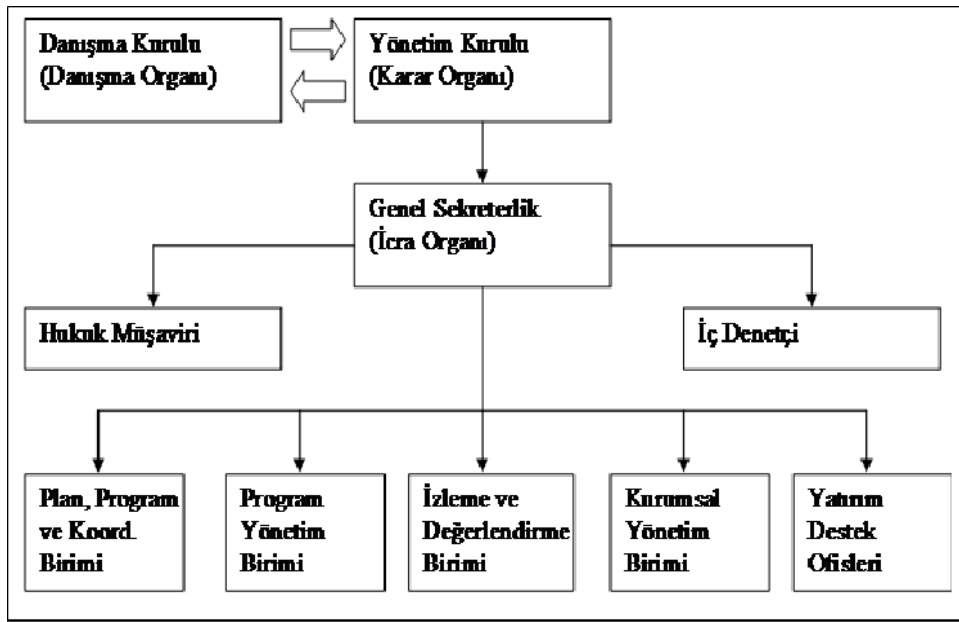 Danışma Kurulu
(Danışma Organı)
Yönetim Kurulu
(Karar Organı)
Genel Sekreterlik
(İcra Organı)
Hukuk Müşaviri
İç Denetçi
Plan, Program
ve Koord.
Birimi
Program
Yönetim
Birimi
İzleme ve
Değerlendirme
Birimi
Kurumsal
Yönetim
Birimi
Yatırım
Destek
Ofisleri